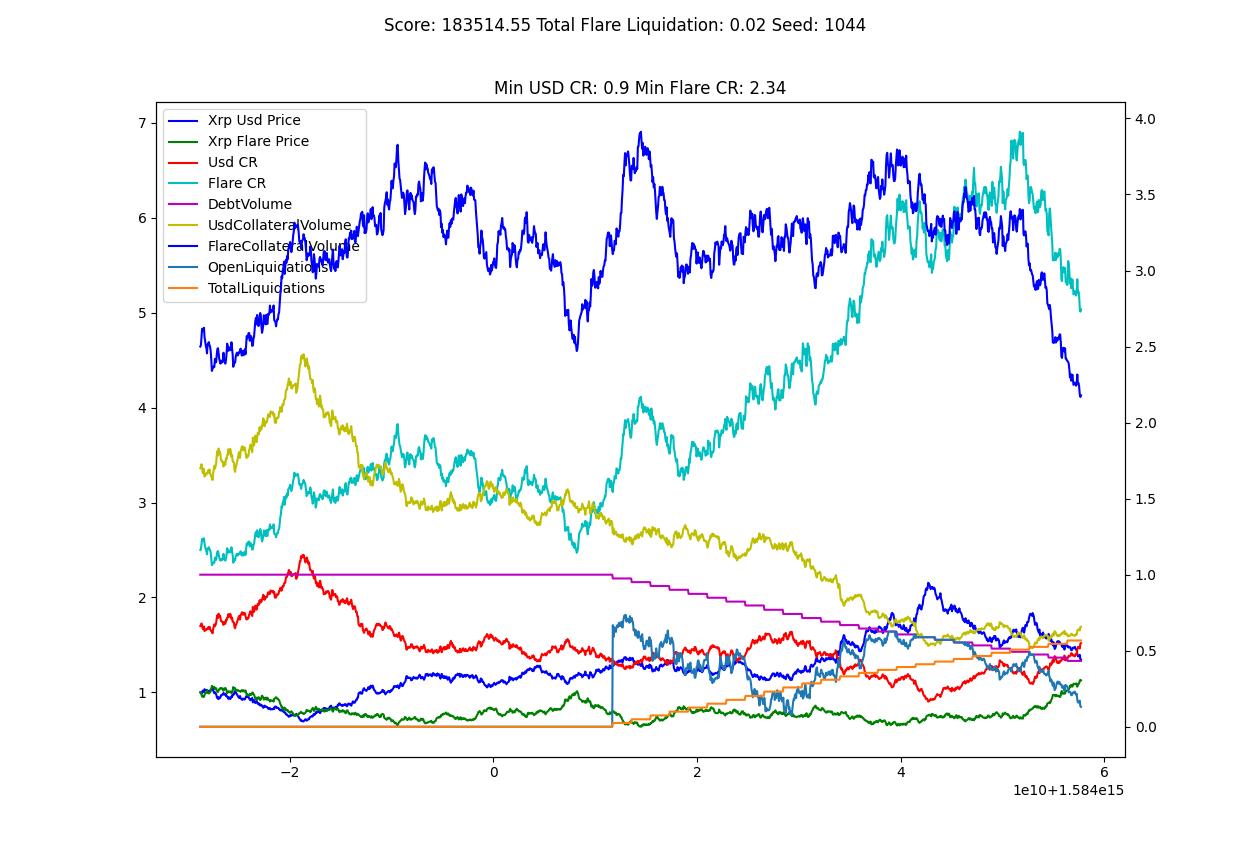 Score: 183514.55 Total Flare Liquidation: 0.02 Seed: 1044
Min USD CR: 0.9 Min Flare CR: 2.34
Xrp Usd Price
Xrp Flare Price
Usd CR
Flare CR
DebtVolume
UsdCollateralVolume
FlareCollateralVolume
OpenLiquidations
TotalLiquidations
7
6
5
4
3
2
1
4.0
3.5
3.0
2.5
2.0
1.5
1.0
0.5
0.0
−2 0 2 4 6
1e10+1.584e15